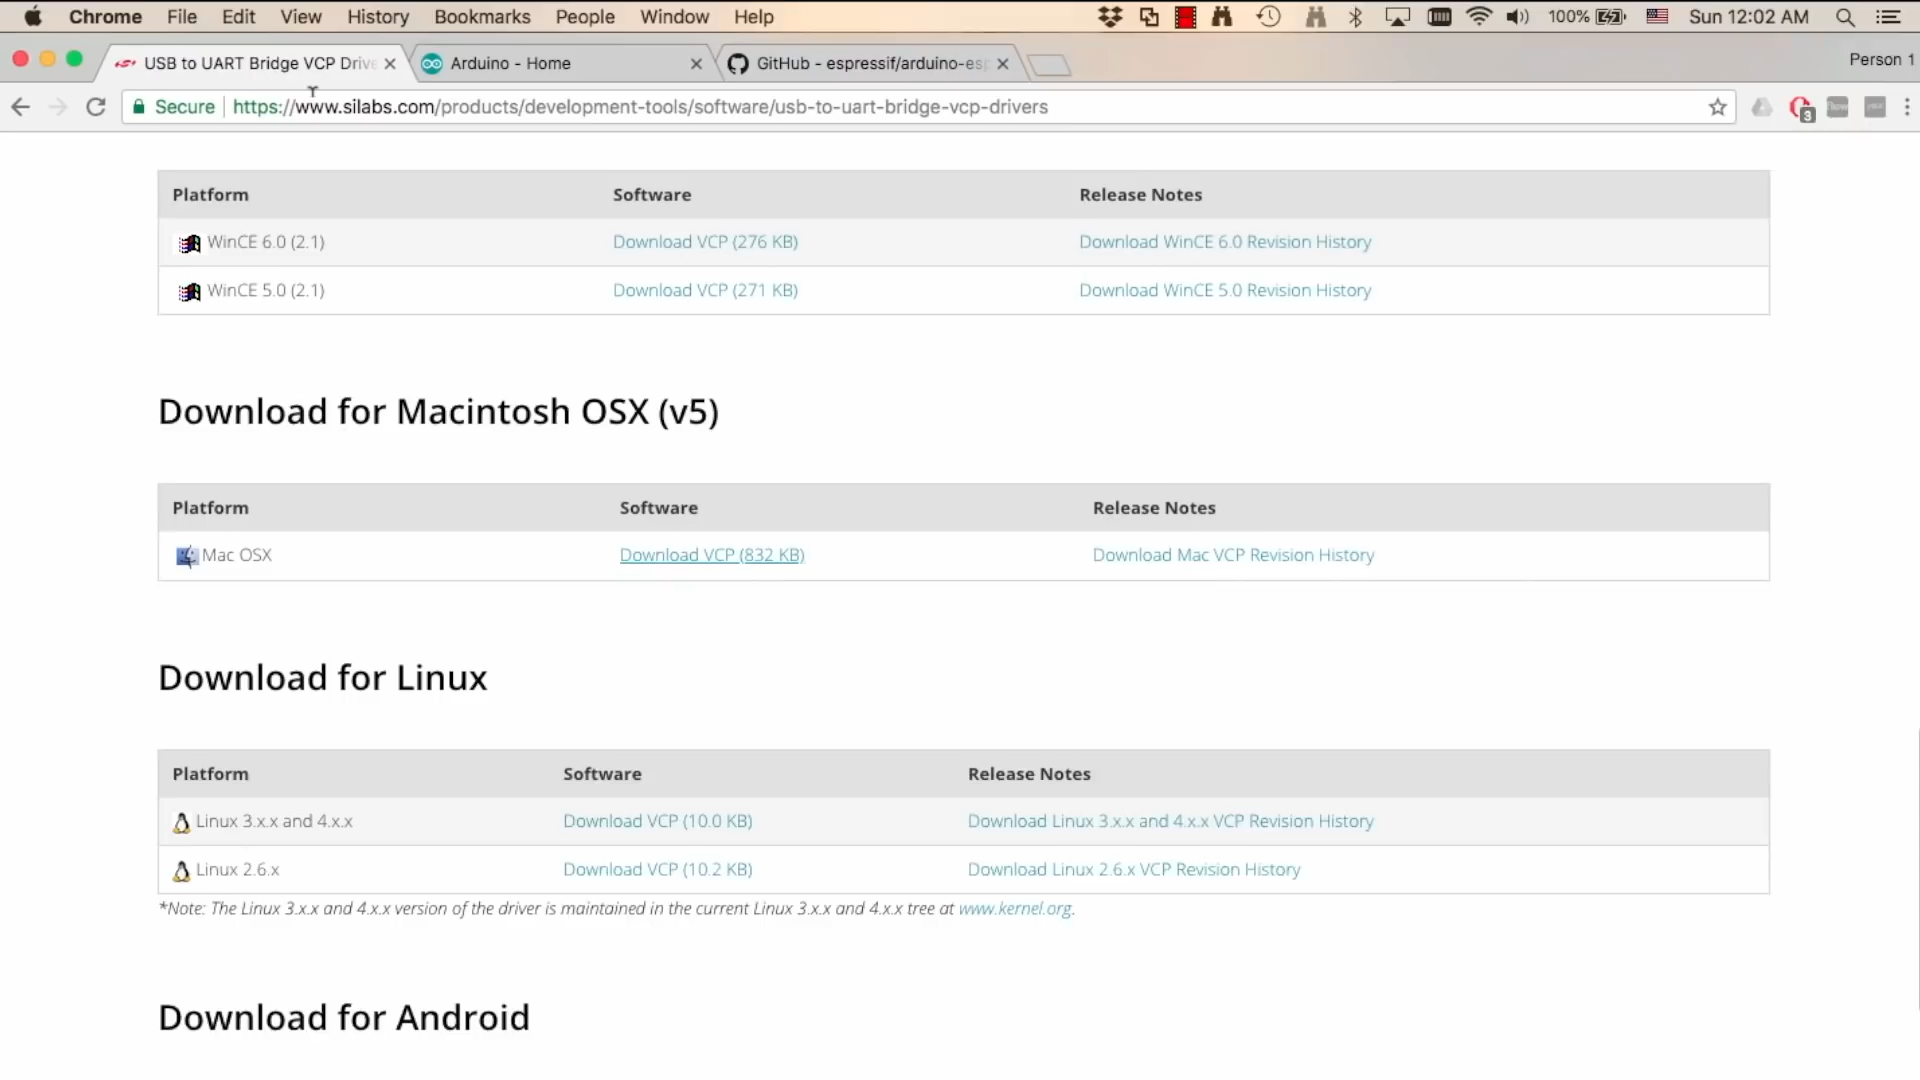 Chrome File Edit View History Bookmarks People Window Help 100% Sun 12:02 AM
USB to UART Bridge VCP Drive Arduino - Home GitHub - espressif/arduino-esp Person 1
Secure https://www.silabs.com/products/development-tools/software/usb-to-uart-bridge-vcp-drivers 3
Platform Software Release Notes
WinCE 6.0 (2.1) Download VCP (276 KB) Download WinCE 6.0 Revision History
WinCE 5.0 (2.1) Download VCP (271 KB) Download WinCE 5.0 Revision History
Download for Macintosh OSX (v5)
Platform Software Release Notes
Mac OSX Download VCP (832 KB) Download Mac VCP Revision History
Download for Linux
Platform Software Release Notes
Linux 3.x.x and 4.x.x Download VCP (10.0 KB) Download Linux 3.x.x and 4.x.x VCP Revision History
Linux 2.6.x Download VCP (10.2 KB) Download Linux 2.6.x VCP Revision History
*Note: The Linux 3.x.x and 4.x.x version of the driver is maintained in the current Linux 3.x.x and 4.x.x tree at www.kernel.org.
Download for Android